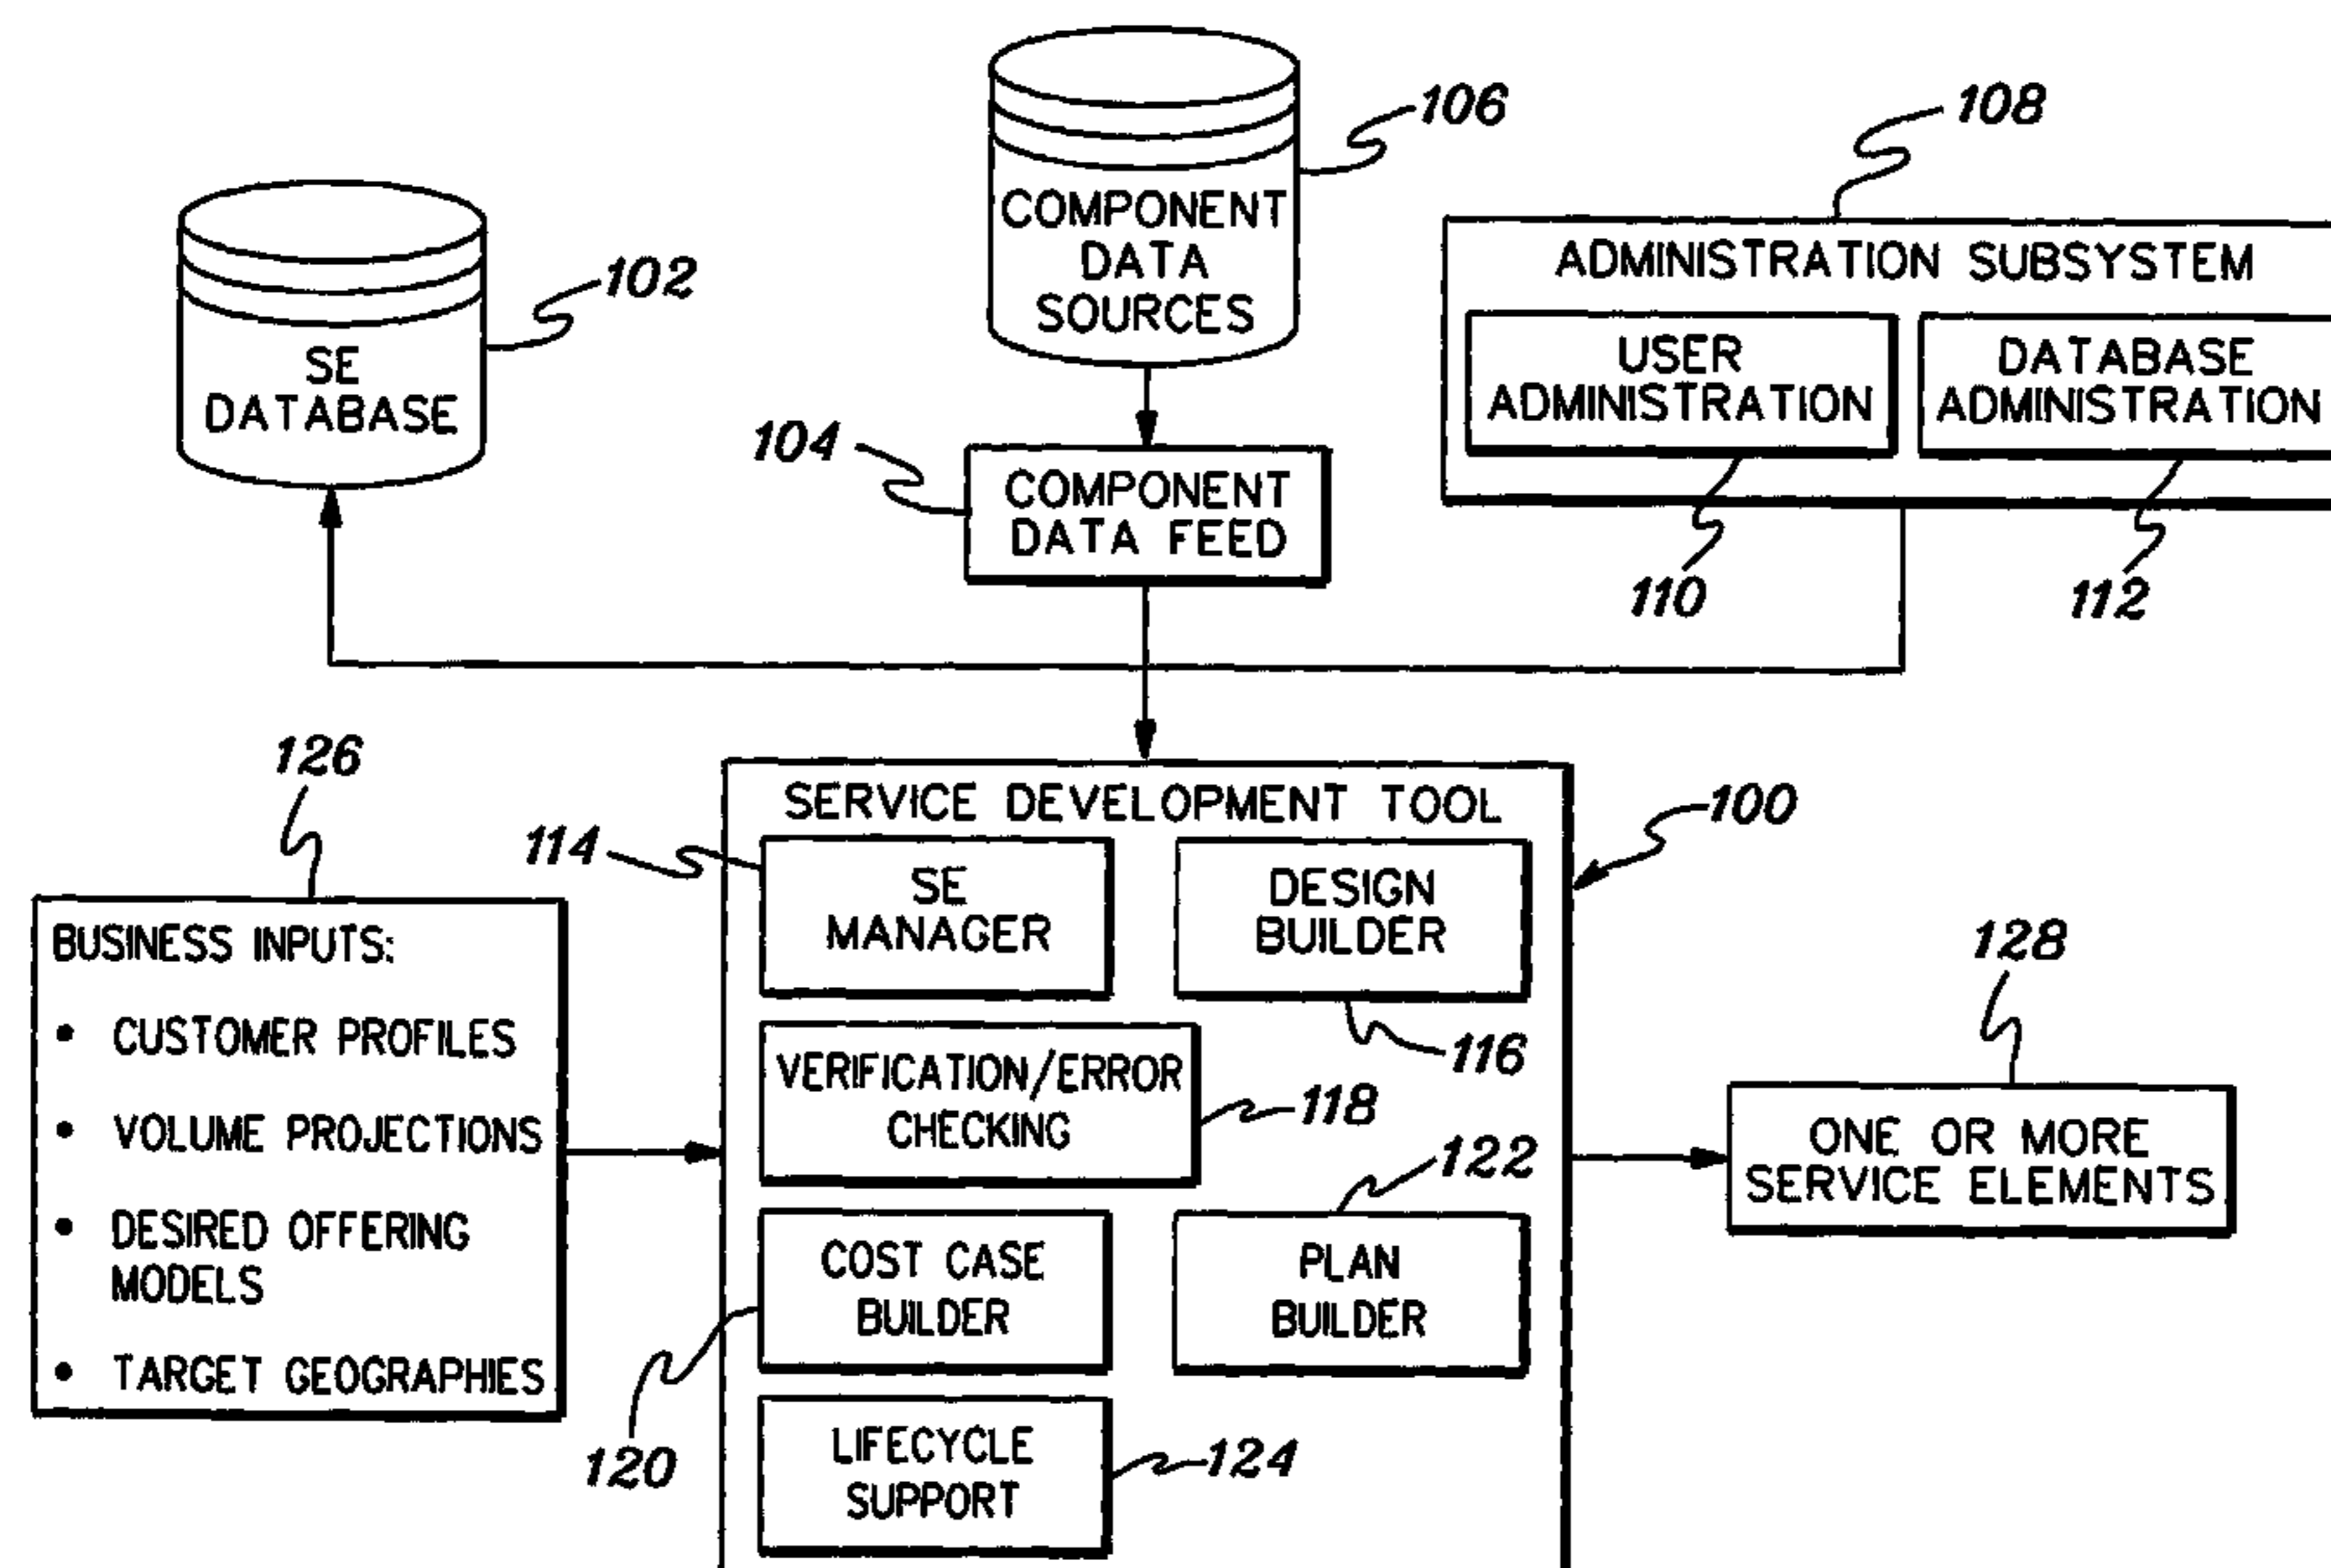 106
COMPONENT
DATA
SOURCES
108
ADMINISTRATION SUBSYSTEM
USER
ADMINISTRATION
DATABASE
ADMINISTRATION
110
112
102
SE
DATABASE
104
COMPONENT
DATA FEED
126
BUSINESS INPUTS:
• CUSTOMER PROFILES
• VOLUME PROJECTIONS
• DESIRED OFFERING
MODELS
• TARGET GEOGRAPHIES
SERVICE DEVELOPMENT TOOL
100
114
SE
MANAGER
DESIGN
BUILDER
116
VERIFICATION/ERROR
CHECKING
118
122
COST CASE
BUILDER
PLAN
BUILDER
120
LIFECYCLE
SUPPORT
124
128
ONE OR MORE
SERVICE ELEMENTS